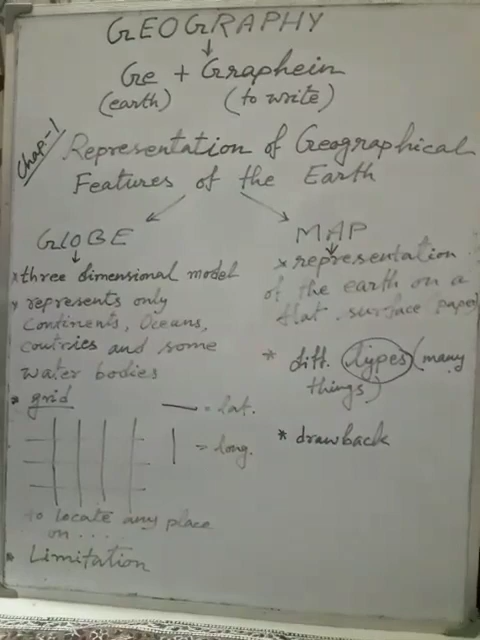 GEOGRAPHY
Ge + Graphein
(earth) (to write)
Chap-1
Representation of Geographical
Features of the Earth
GLOBE
* three dimensional model
* represents only
Continents, Oceans,
coutries and some
water bodies
* grid
— = lat.
| = long.
to locate any place
on ...
* Limitation
MAP
* representation
of the earth on a
flat surface paper
* diff. types (many
things)
* drawback